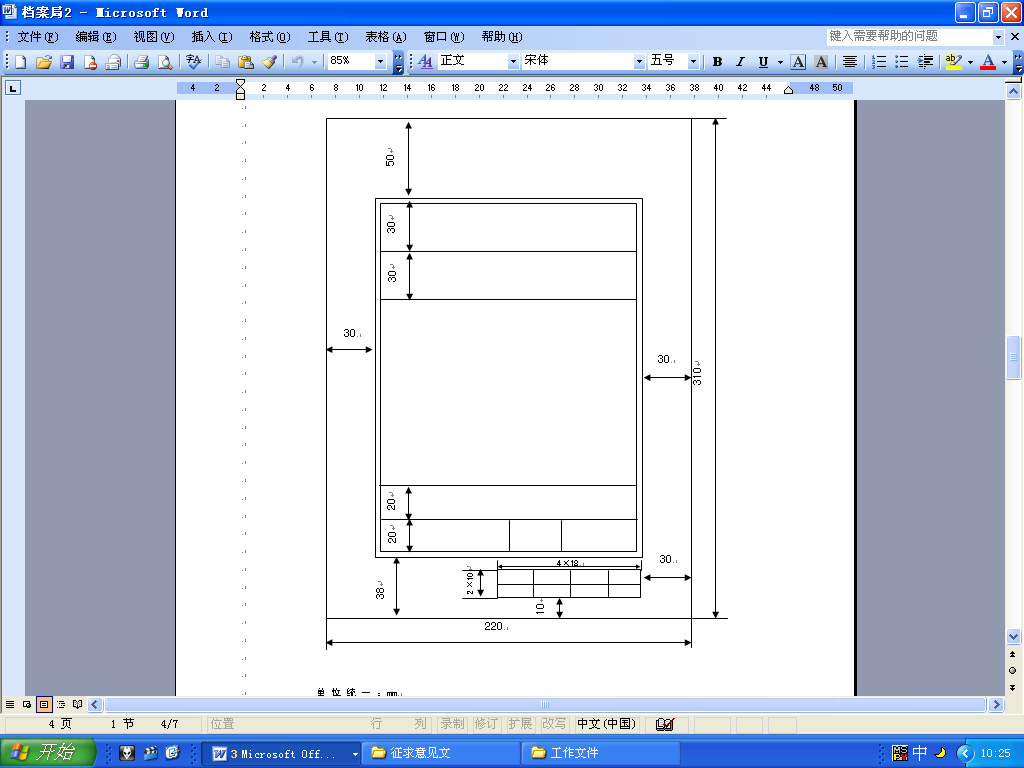 档案局2 - Microsoft Word
文件(F) 编辑(E) 视图(V) 插入(I) 格式(O) 工具(T) 表格(A) 窗口(W) 帮助(H) 键入需要帮助的问题
85% 正文 宋体 五号 B I U A A ab A
4 2 2 4 6 8 10 12 14 16 18 20 22 24 26 28 30 32 34 36 38 40 42 44 48 50
50
30
30
30
30
310
20
20
30
4×18
2×10
38
10
220
单位统一：mm
4 页 1 节 4/7 位置 行 列 录制 修订 扩展 改写 中文(中国)
开始 3 Microsoft Off... 征求意见文 工作文件 中 10:25